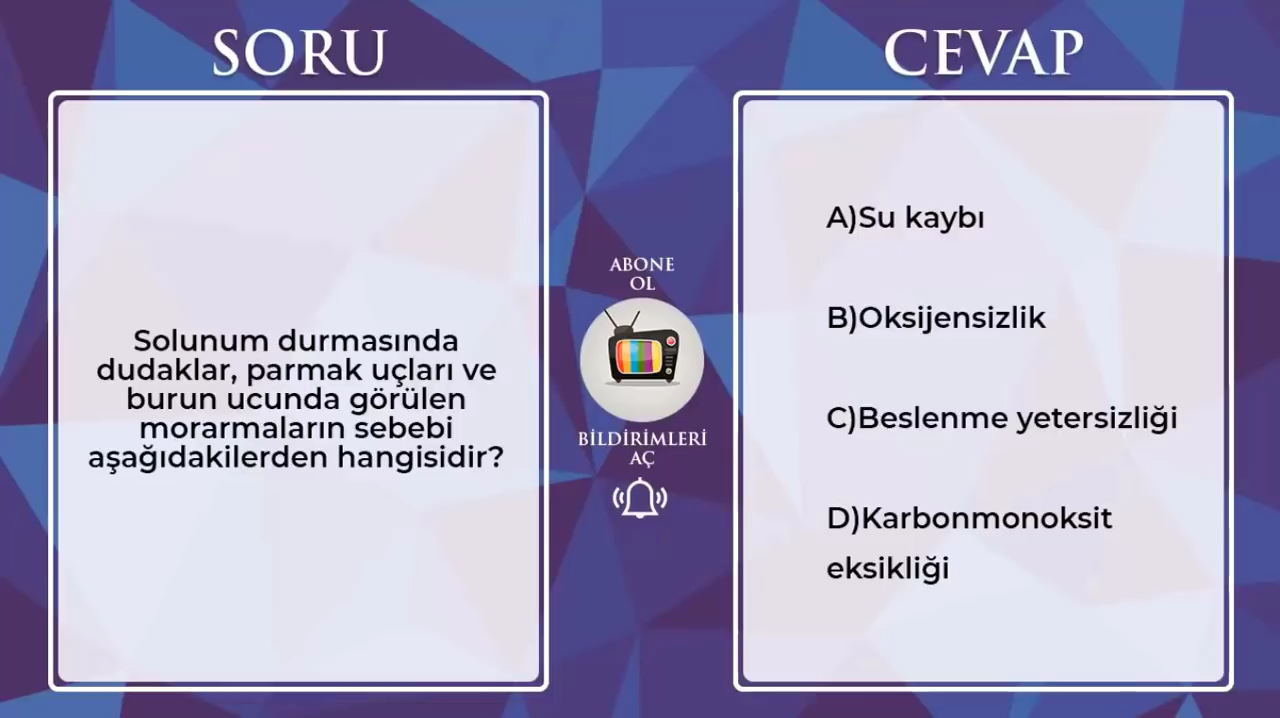 SORU
Solunum durmasında
dudaklar, parmak uçları ve
burun ucunda görülen
morarmaların sebebi
aşağıdakilerden hangisidir?
ABONE
OL
BİLDİRİMLERİ
AÇ
CEVAP
A)Su kaybı
B)Oksijensizlik
C)Beslenme yetersizliği
D)Karbonmonoksit
eksikliği